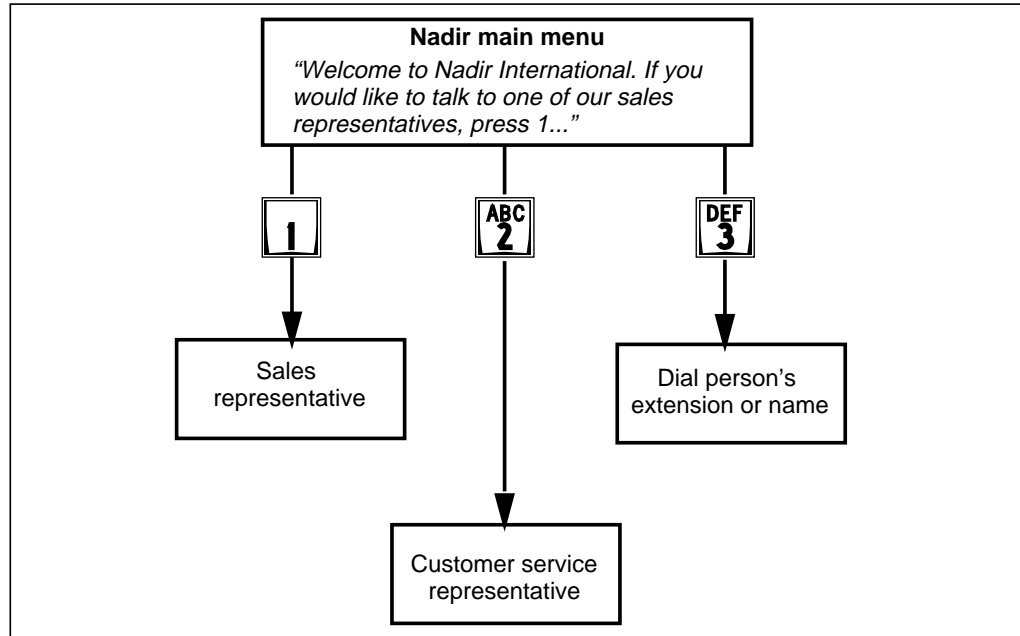 Nadir main menu
“Welcome to Nadir International. If you
would like to talk to one of our sales
representatives, press 1...”
1
ABC
2
DEF
3
Sales
representative
Dial person’s
extension or name
Customer service
representative